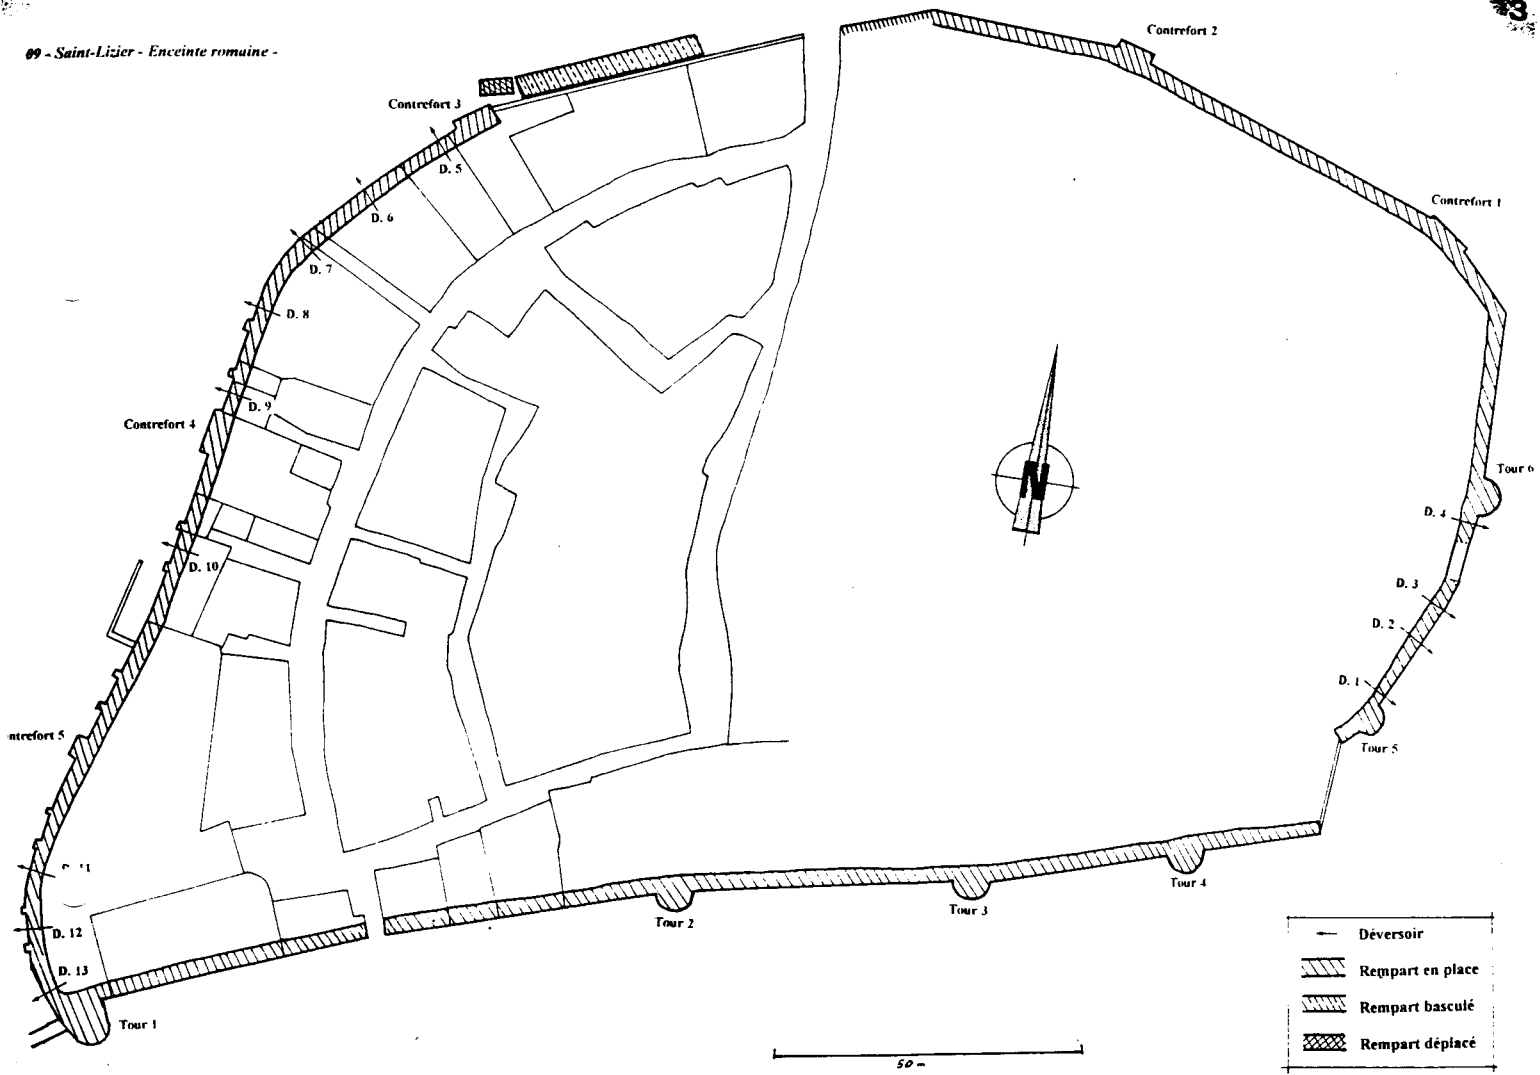 3
09 - Saint-Lizier - Enceinte romaine -
Contrefort 2
Contrefort 3
D. 5
D. 6
Contrefort 1
D. 7
D. 8
D. 9
Contrefort 4
N
Tour 6
D. 4
D. 10
D. 3
D. 2
D. 1
ntrefort 5
Tour 5
11
Tour 4
Tour 3
Tour 2
D. 12
D. 13
Tour 1
50 m
Déversoir
Rempart en place
Rempart basculé
Rempart déplacé